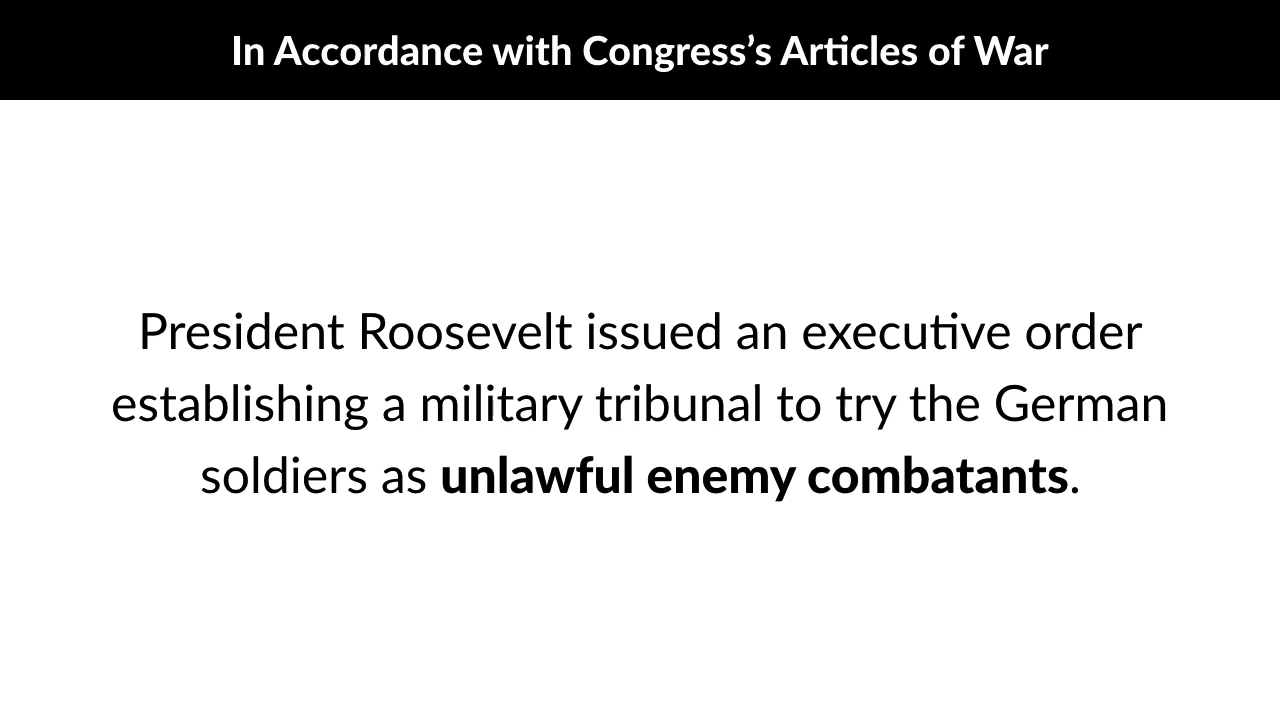 In Accordance with Congress’s Articles of War
President Roosevelt issued an executive order
establishing a military tribunal to try the German
soldiers as unlawful enemy combatants.